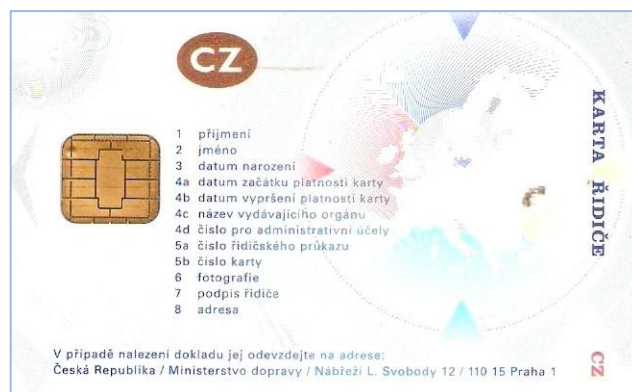 CZ
1 příjmení
2 jméno
3 datum narození
4a datum začátku platnosti karty
4b datum vypršení platnosti karty
4c název vydávajícího orgánu
4d číslo pro administrativní účely
5a číslo řidičského průkazu
5b číslo karty
6 fotografie
7 podpis řidiče
8 adresa
V případě nalezení dokladu jej odevzdejte na adrese:
Česká Republika / Ministerstvo dopravy / Nábřeží L. Svobody 12 / 110 15 Praha 1
KARTA ŘIDIČE
CZ